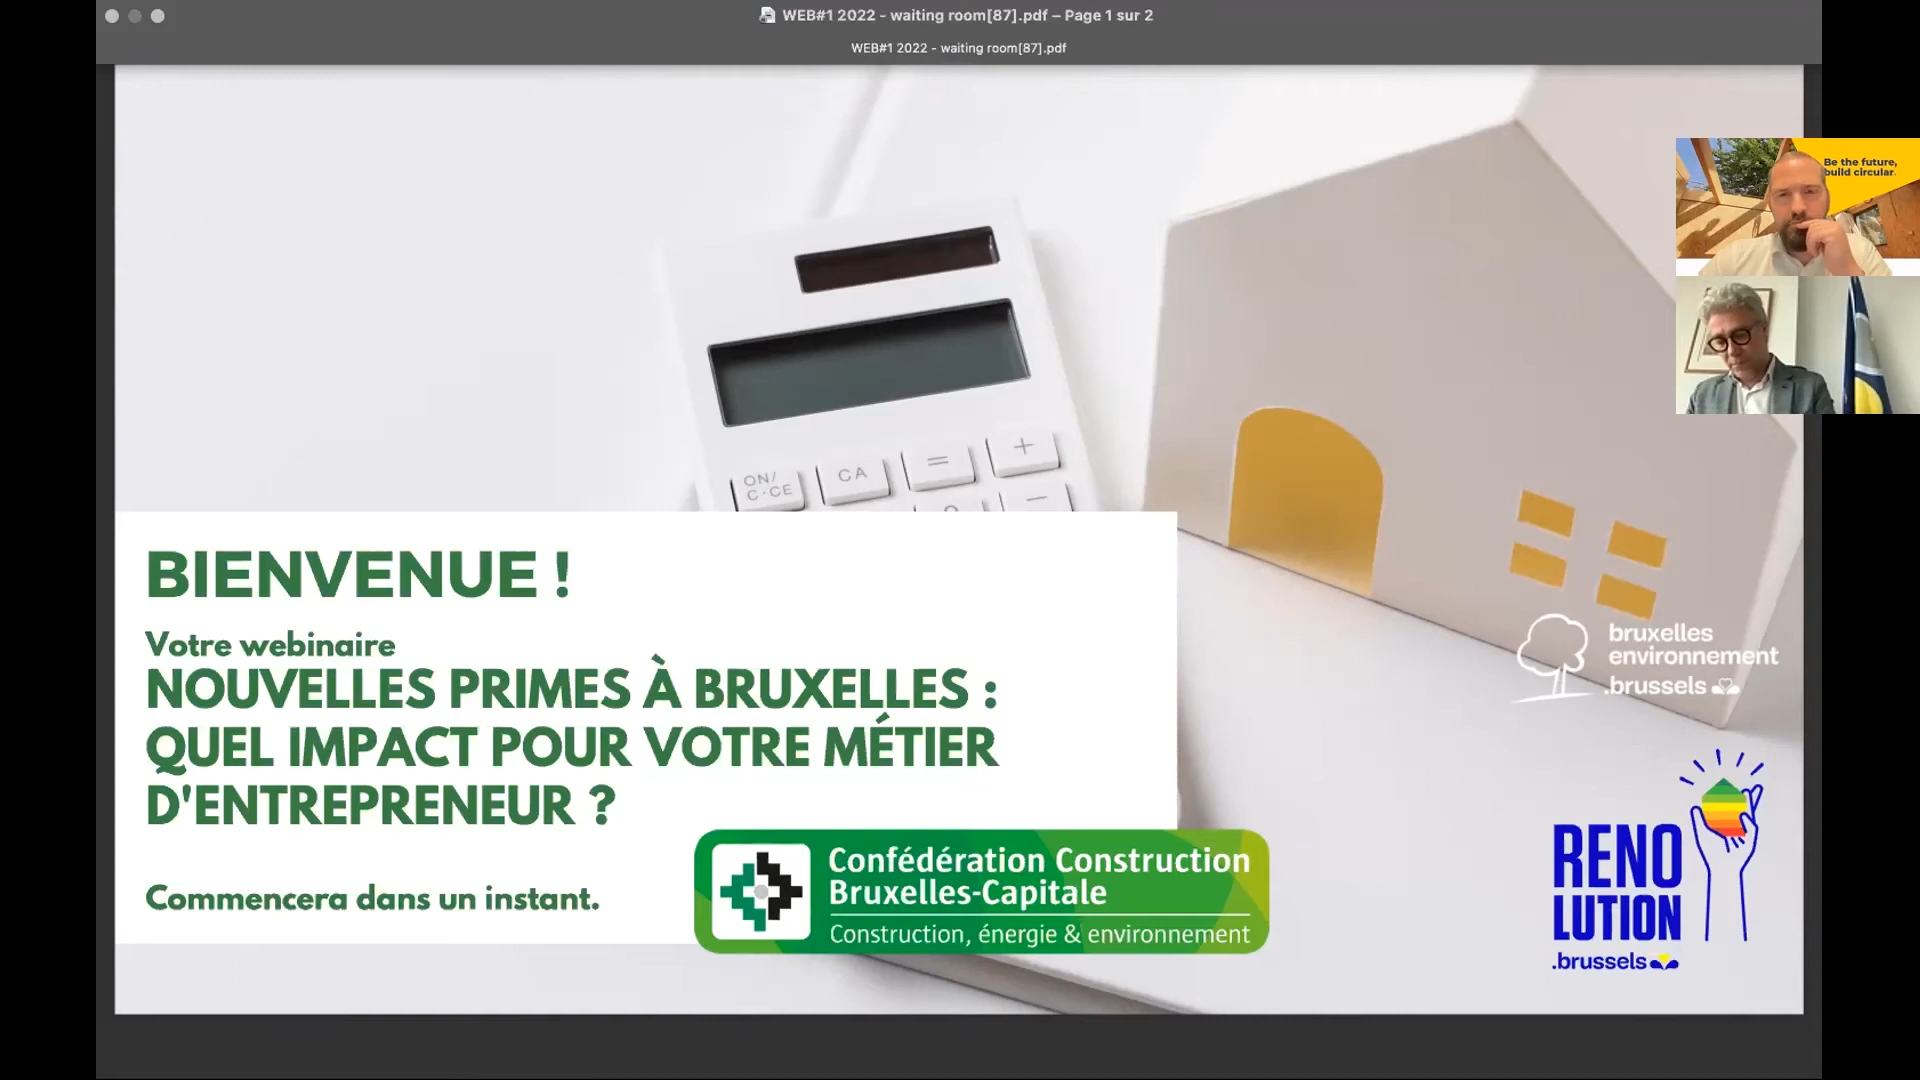 WEB#1 2022 - waiting room[87].pdf – Page 1 sur 2
WEB#1 2022 - waiting room[87].pdf
Be the future,
build circular.
ON/
C·CE
CA
=
+
−
BIENVENUE !
Votre webinaire
NOUVELLES PRIMES À BRUXELLES :
QUEL IMPACT POUR VOTRE MÉTIER
D'ENTREPRENEUR ?
Commencera dans un instant.
Confédération Construction
Bruxelles-Capitale
Construction, énergie & environnement
bruxelles
environnement
.brussels
RENO
LUTION
.brussels